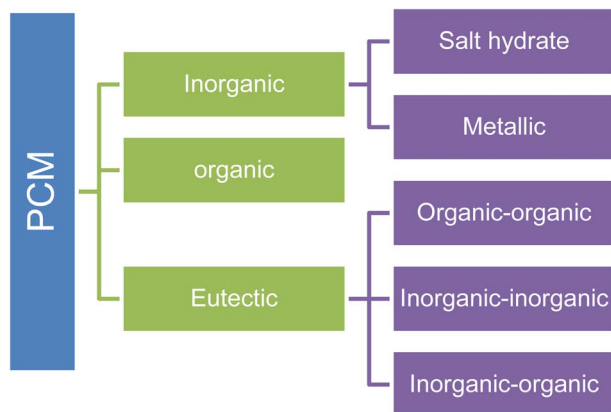 PCM
Inorganic
Salt hydrate
Metallic
organic
Eutectic
Organic-organic
Inorganic-inorganic
Inorganic-organic